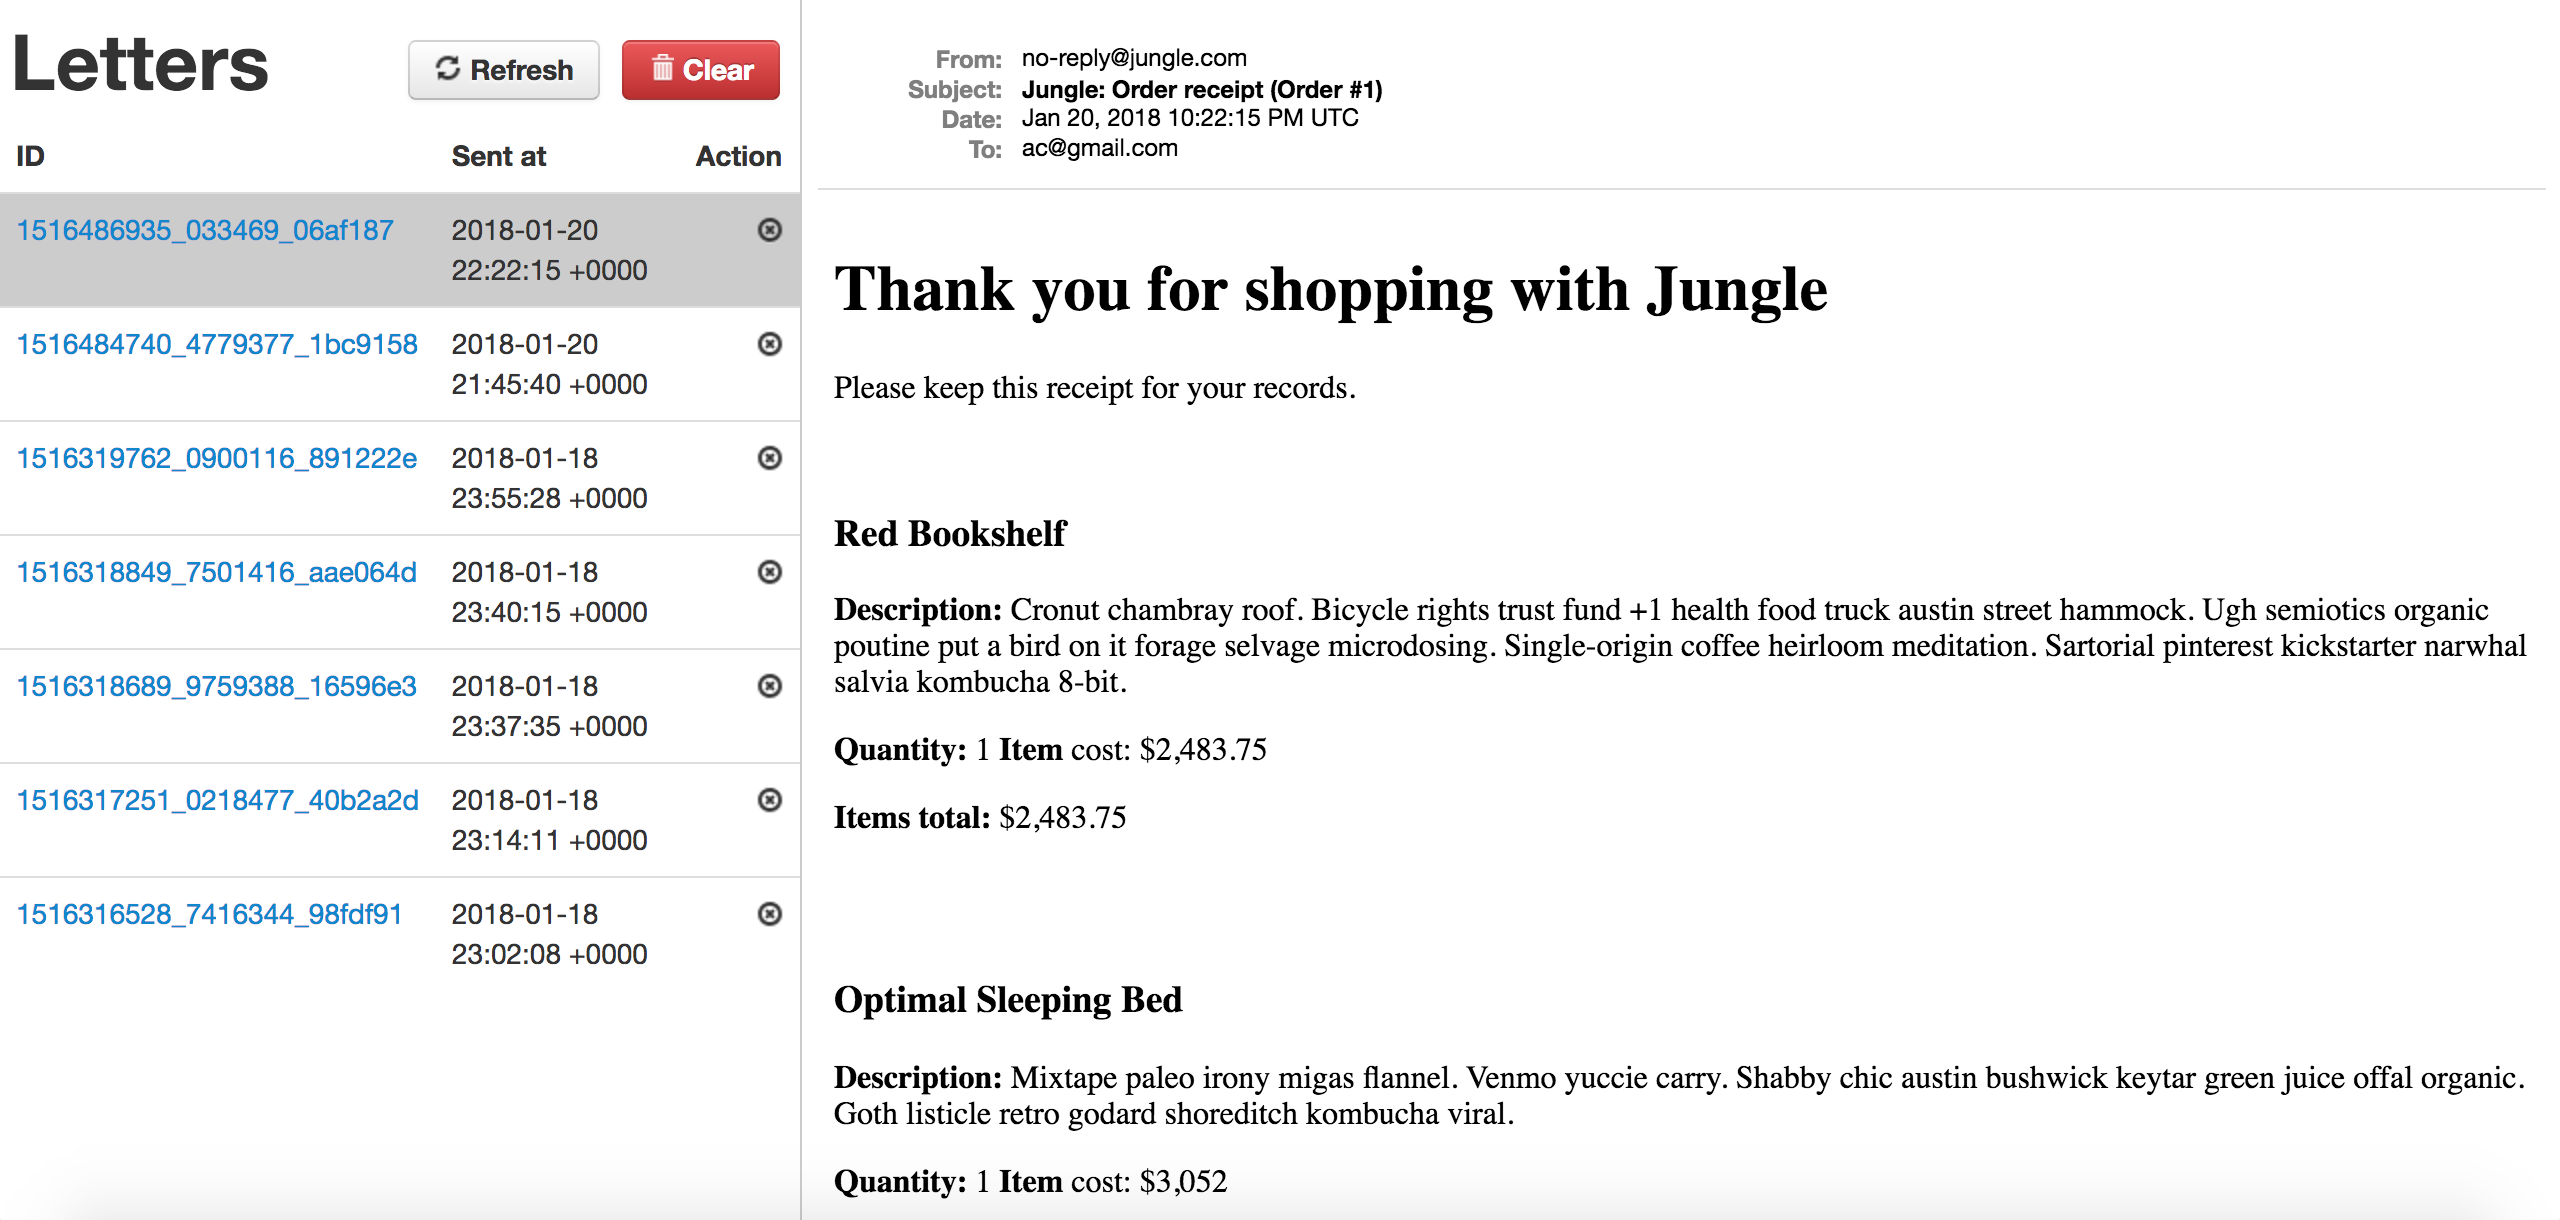 Letters
Refresh
Clear
ID Sent at Action
1516486935_033469_06af187 2018-01-20
22:22:15 +0000
1516484740_4779377_1bc9158 2018-01-20
21:45:40 +0000
1516319762_0900116_891222e 2018-01-18
23:55:28 +0000
1516318849_7501416_aae064d 2018-01-18
23:40:15 +0000
1516318689_9759388_16596e3 2018-01-18
23:37:35 +0000
1516317251_0218477_40b2a2d 2018-01-18
23:14:11 +0000
1516316528_7416344_98fdf91 2018-01-18
23:02:08 +0000
From: no-reply@jungle.com
Subject: Jungle: Order receipt (Order #1)
Date: Jan 20, 2018 10:22:15 PM UTC
To: ac@gmail.com
Thank you for shopping with Jungle
Please keep this receipt for your records.
Red Bookshelf
Description: Cronut chambray roof. Bicycle rights trust fund +1 health food truck austin street hammock. Ugh semiotics organic
poutine put a bird on it forage selvage microdosing. Single-origin coffee heirloom meditation. Sartorial pinterest kickstarter narwhal
salvia kombucha 8-bit.
Quantity: 1 Item cost: $2,483.75
Items total: $2,483.75
Optimal Sleeping Bed
Description: Mixtape paleo irony migas flannel. Venmo yuccie carry. Shabby chic austin bushwick keytar green juice offal organic.
Goth listicle retro godard shoreditch kombucha viral.
Quantity: 1 Item cost: $3,052